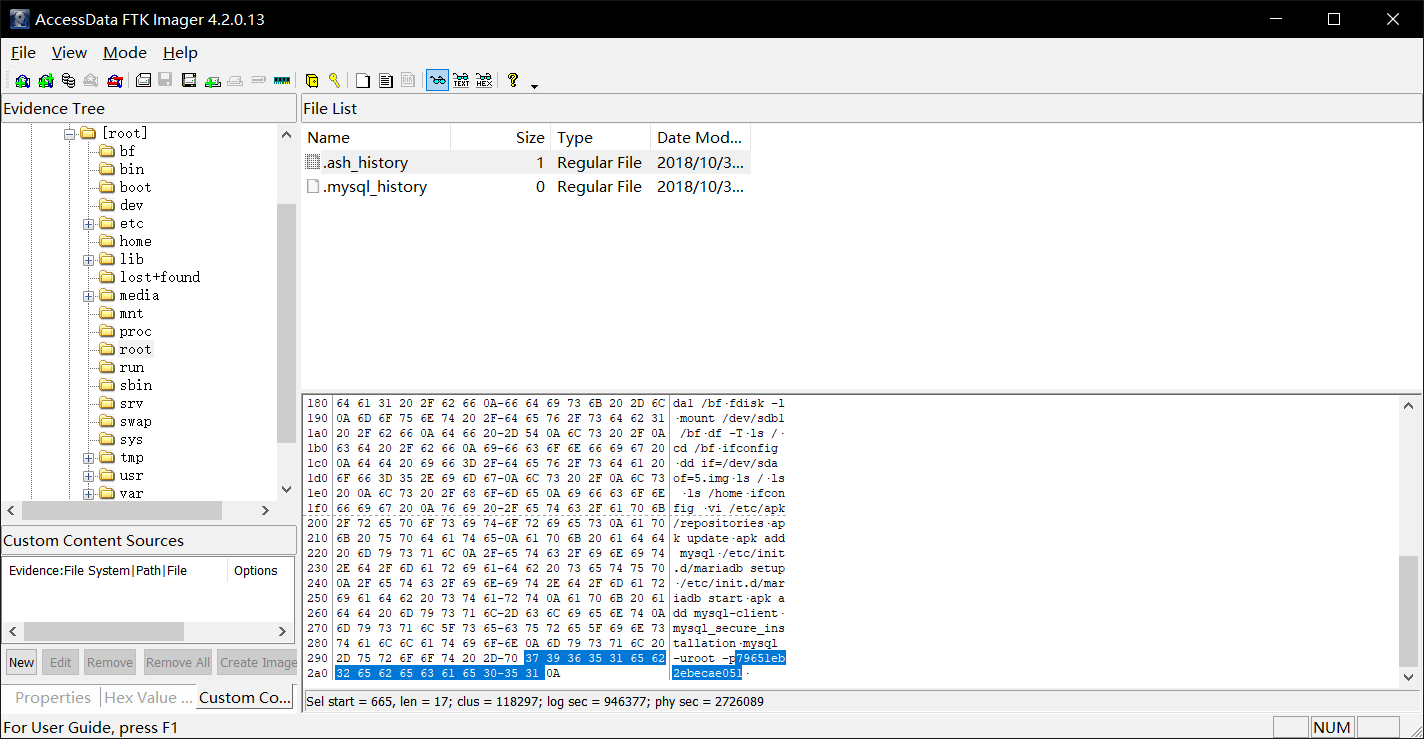 AccessData FTK Imager 4.2.0.13
File View Mode Help
TEXT HEX
Evidence Tree
[root]
bf
bin
boot
dev
etc
home
lib
lost+found
media
mnt
proc
root
run
sbin
srv
swap
sys
tmp
usr
var
Custom Content Sources
Evidence:File System|Path|File Options
New Edit Remove Remove All Create Image
Properties Hex Value ... Custom Co...
File List
Name Size Type Date Mod...
.ash_history 1 Regular File 2018/10/3...
.mysql_history 0 Regular File 2018/10/3...
180 64 61 31 20 2F 62 66 0A-66 64 69 73 6B 20 2D 6C da1 /bf·fdisk -l
190 0A 6D 6F 75 6E 74 20 2F-64 65 76 2F 73 64 62 31 ·mount /dev/sdb1
1a0 20 2F 62 66 0A 64 66 20-2D 54 0A 6C 73 20 2F 0A  /bf·df -T·ls /·
1b0 63 64 20 2F 62 66 0A 69-66 63 6F 6E 66 69 67 20 cd /bf·ifconfig
1c0 0A 64 64 20 69 66 3D 2F-64 65 76 2F 73 64 61 20 ·dd if=/dev/sda
1d0 6F 66 3D 35 2E 69 6D 67-0A 6C 73 20 2F 0A 6C 73 of=5.img·ls /·ls
1e0 20 0A 6C 73 20 2F 68 6F-6D 65 0A 69 66 63 6F 6E  ·ls /home·ifcon
1f0 66 69 67 20 0A 76 69 20-2F 65 74 63 2F 61 70 6B fig ·vi /etc/apk
200 2F 72 65 70 6F 73 69 74-6F 72 69 65 73 0A 61 70 /repositories·ap
210 6B 20 75 70 64 61 74 65-0A 61 70 6B 20 61 64 64 k update·apk add
220 20 6D 79 73 71 6C 0A 2F-65 74 63 2F 69 6E 69 74  mysql·/etc/init
230 2E 64 2F 6D 61 72 69 61-64 62 20 73 65 74 75 70 .d/mariadb setup
240 0A 2F 65 74 63 2F 69 6E-69 74 2E 64 2F 6D 61 72 ·/etc/init.d/mar
250 69 61 64 62 20 73 74 61-72 74 0A 61 70 6B 20 61 iadb start·apk a
260 64 64 20 6D 79 73 71 6C-2D 63 6C 69 65 6E 74 0A dd mysql-client·
270 6D 79 73 71 6C 5F 73 65-63 75 72 65 5F 69 6E 73 mysql_secure_ins
280 74 61 6C 6C 61 74 69 6F-6E 0A 6D 79 73 71 6C 20 tallation·mysql
290 2D 75 72 6F 6F 74 20 2D-70 37 39 36 35 31 65 62 -uroot -p79651eb
2a0 32 65 62 65 63 61 65 30-35 31 0A 2ebecae051·
Sel start = 665, len = 17; clus = 118297; log sec = 946377; phy sec = 2726089
For User Guide, press F1 NUM